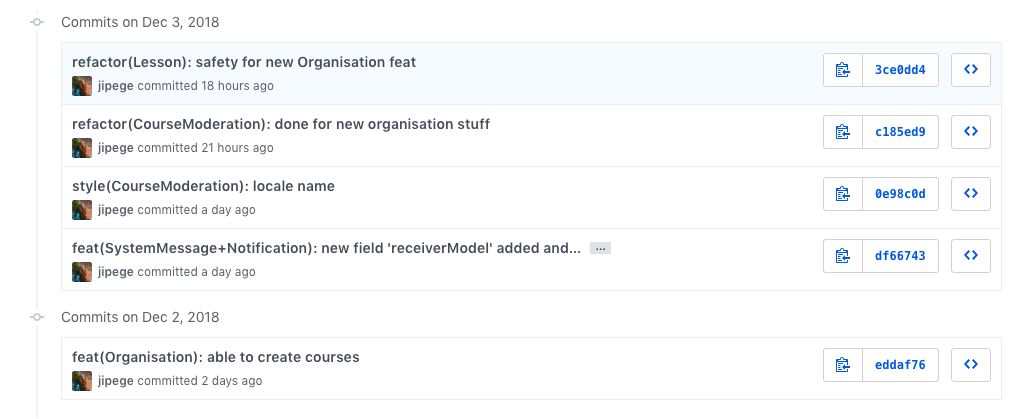 Commits on Dec 3, 2018
refactor(Lesson): safety for new Organisation feat
jipege committed 18 hours ago
3ce0dd4
refactor(CourseModeration): done for new organisation stuff
jipege committed 21 hours ago
c185ed9
style(CourseModeration): locale name
jipege committed a day ago
0e98c0d
feat(SystemMessage+Notification): new field 'receiverModel' added and... …
jipege committed a day ago
df66743
Commits on Dec 2, 2018
feat(Organisation): able to create courses
jipege committed 2 days ago
eddaf76